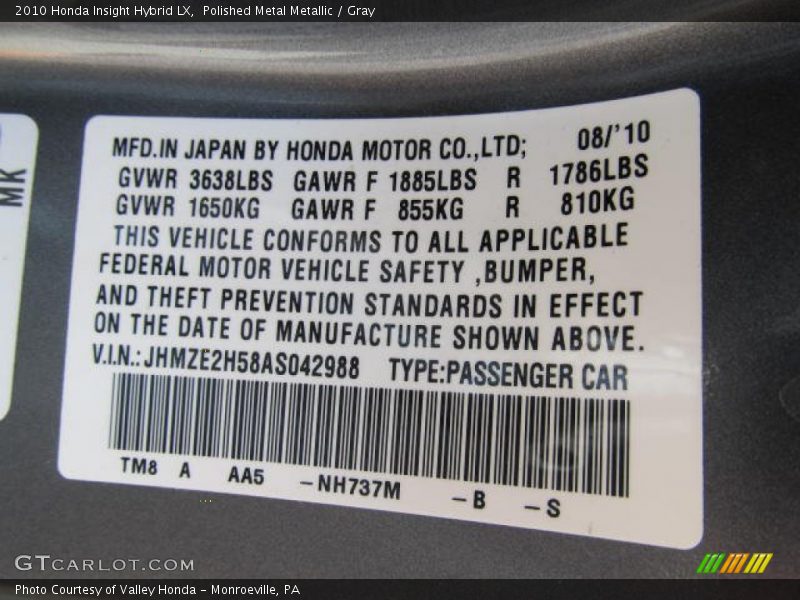 2010 Honda Insight Hybrid LX, Polished Metal Metallic / Gray
MK
MFD.IN JAPAN BY HONDA MOTOR CO.,LTD; 08/'10
GVWR 3638LBS GAWR F 1885LBS R 1786LBS
GVWR 1650KG GAWR F 855KG R 810KG
THIS VEHICLE CONFORMS TO ALL APPLICABLE
FEDERAL MOTOR VEHICLE SAFETY ,BUMPER,
AND THEFT PREVENTION STANDARDS IN EFFECT
ON THE DATE OF MANUFACTURE SHOWN ABOVE.
V.I.N.: JHMZE2H58AS042988 TYPE:PASSENGER CAR
TM8 A AA5 -NH737M -B -S
GTCARLOT.COM
Photo Courtesy of Valley Honda - Monroeville, PA